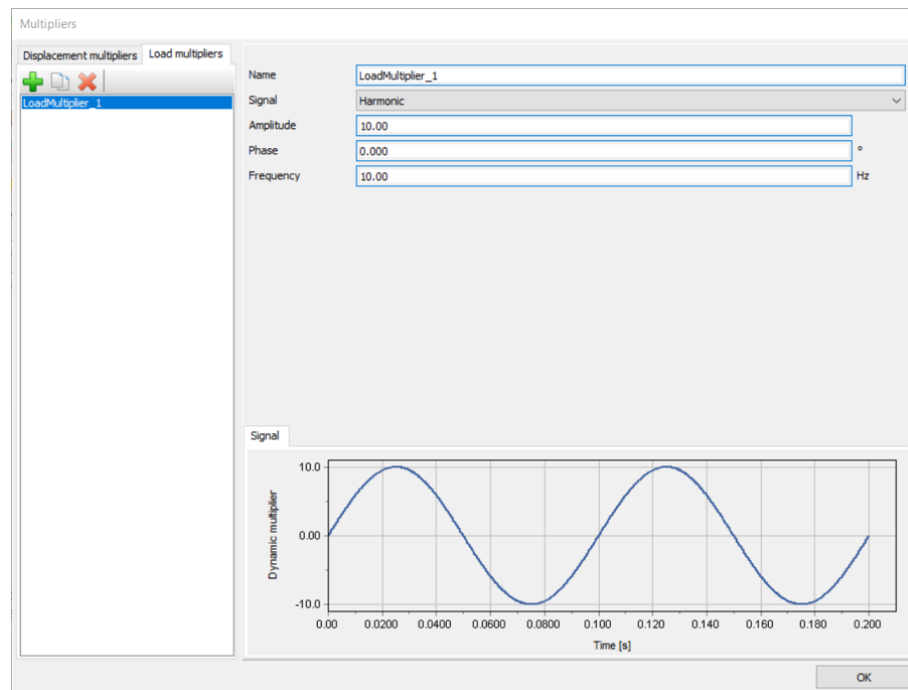 Multipliers
Displacement multipliers Load multipliers
LoadMultiplier_1
Name LoadMultiplier_1
Signal Harmonic
Amplitude 10.00
Phase 0.000 °
Frequency 10.00 Hz
Signal
10.0
0.00
-10.0
Dynamic multiplier
0.00 0.0200 0.0400 0.0600 0.0800 0.100 0.120 0.140 0.160 0.180 0.200
Time [s]
OK